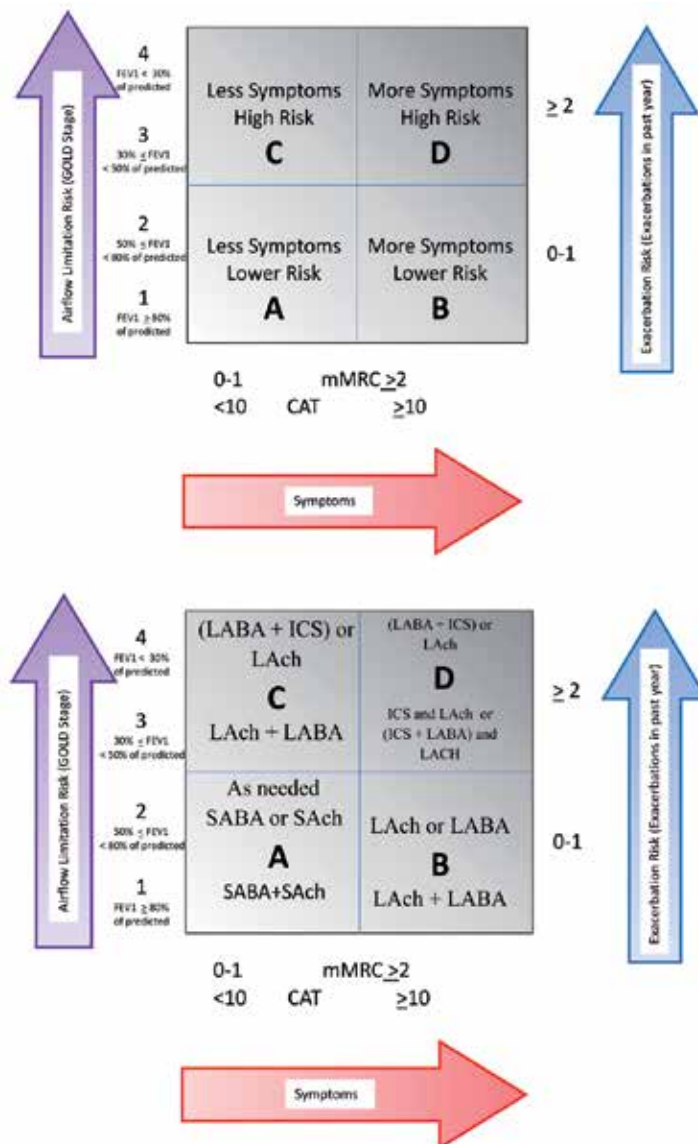 Airflow Limitation Risk (GOLD Stage)
4
FEV1 < 30%
of predicted
3
30% ≤ FEV1
< 50% of predicted
2
50% ≤ FEV1
< 80% of predicted
1
FEV1 ≥ 80%
of predicted
Less Symptoms
High Risk
C
More Symptoms
High Risk
D
Less Symptoms
Lower Risk
A
More Symptoms
Lower Risk
B
≥ 2
0-1
Exacerbation Risk (Exacerbations in past year)
0-1 mMRC ≥2
<10 CAT ≥10
Symptoms
Airflow Limitation Risk (GOLD Stage)
4
FEV1 < 30%
of predicted
3
30% ≤ FEV1
< 50% of predicted
2
50% ≤ FEV1
< 80% of predicted
1
FEV1 ≥ 80%
of predicted
(LABA + ICS) or
LAch
C
LAch + LABA
(LABA + ICS) or
LAch
D
ICS and LAch or
(ICS + LABA) and
LACH
As needed
SABA or SAch
A
SABA+SAch
LAch or LABA
B
LAch + LABA
≥ 2
0-1
Exacerbation Risk (Exacerbations in past year)
0-1 mMRC ≥2
<10 CAT ≥10
Symptoms